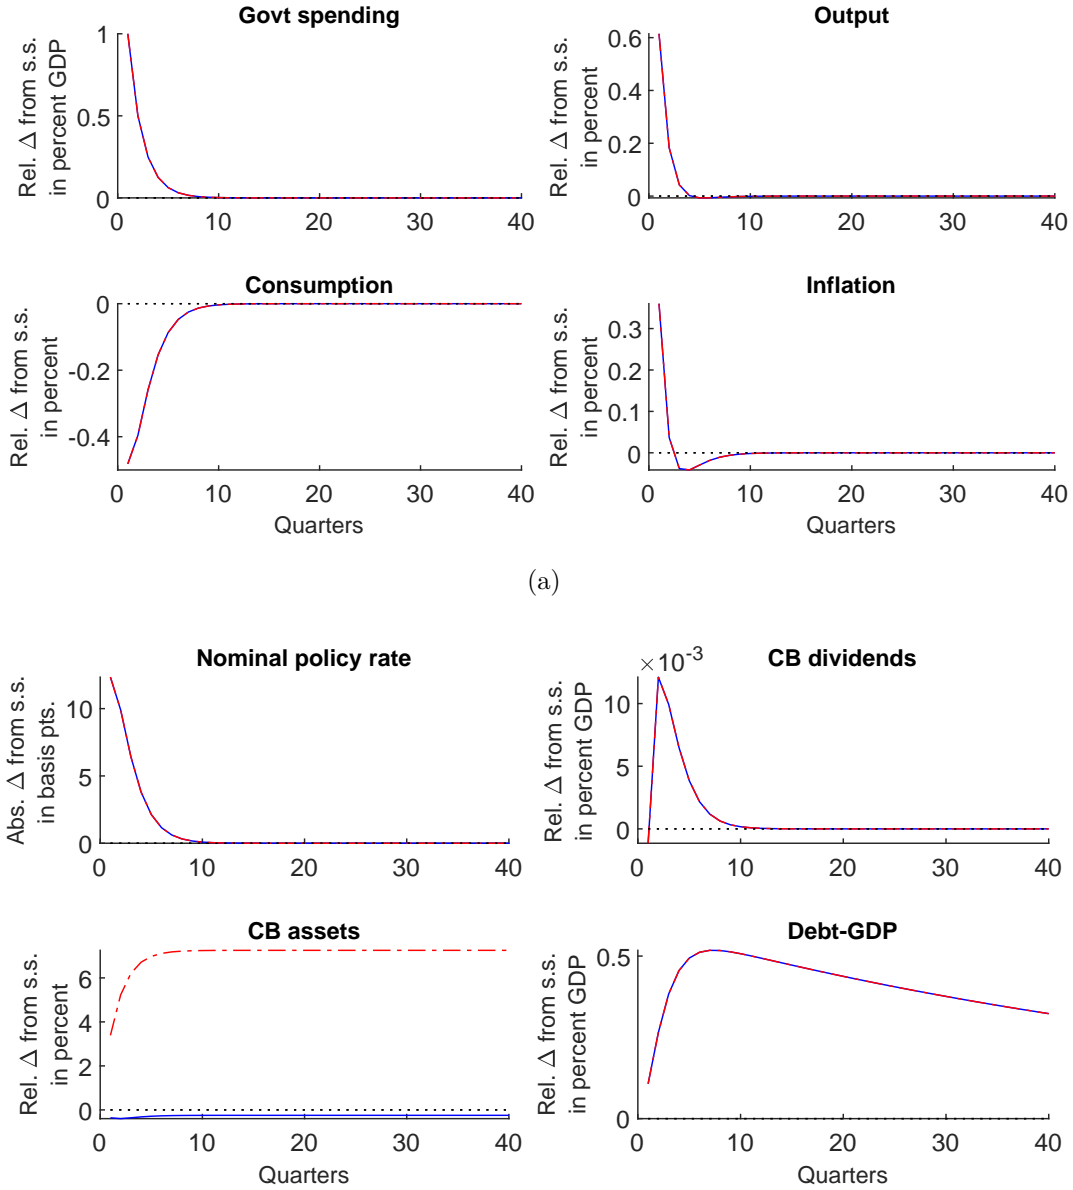 Govt spending
Rel. Δ from s.s.
in percent GDP
1
0.5
0
0 10 20 30 40
Output
Rel. Δ from s.s.
in percent
0.6
0.4
0.2
0
0 10 20 30 40
Consumption
Rel. Δ from s.s.
in percent
0
-0.2
-0.4
0 10 20 30 40
Quarters
Inflation
Rel. Δ from s.s.
in percent
0.3
0.2
0.1
0
0 10 20 30 40
Quarters
(a)
Nominal policy rate
Abs. Δ from s.s.
in basis pts.
10
5
0
0 10 20 30 40
CB dividends
×10⁻³
Rel. Δ from s.s.
in percent GDP
10
5
0
0 10 20 30 40
CB assets
Rel. Δ from s.s.
in percent
6
4
2
0
0 10 20 30 40
Quarters
Debt-GDP
Rel. Δ from s.s.
in percent GDP
0.5
0
0 10 20 30 40
Quarters